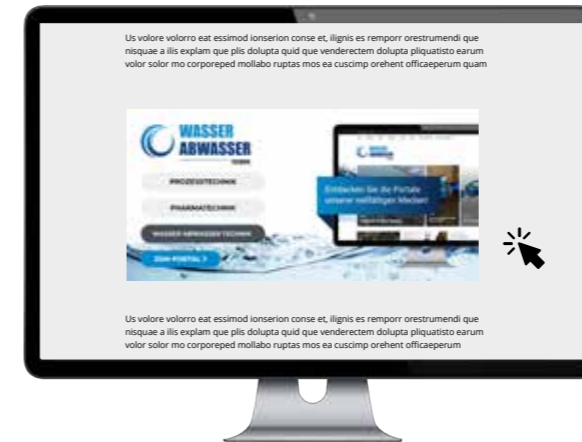 Us volore volorro eat essimod ionserion conse et, ilignis es remporr orestrumendi que
nisquae a ilis explam que plis dolupta quid que venderectem dolupta pliquatisto earum
volor solor mo corporeped mollabo ruptas mos ea cuscimp orehent officaeperum quam
WASSER
ABWASSER
PROZESSTECHNIK
PHARMATECHNIK
WASSER ABWASSER TECHNIK
ZUM PORTAL >
WASSER
ABWASSER
Entdecken Sie die Portale
unserer vielfältigen Medien!
Us volore volorro eat essimod ionserion conse et, ilignis es remporr orestrumendi que
nisquae a ilis explam que plis dolupta quid que venderectem dolupta pliquatisto earum
volor solor mo corporeped mollabo ruptas mos ea cuscimp orehent officaeperum